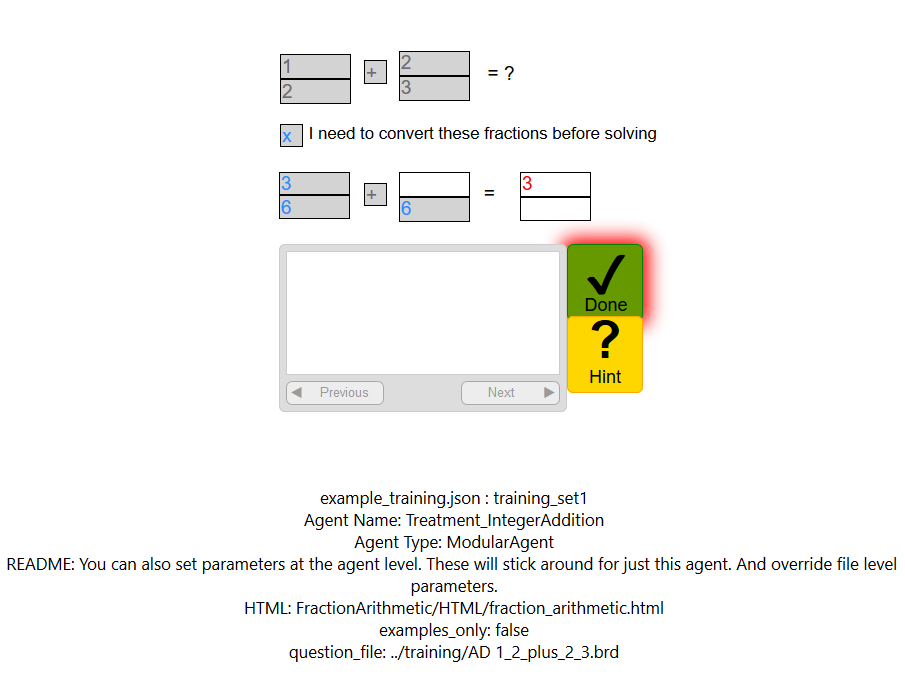 1 2
+ = ?
2 3
x I need to convert these fractions before solving
3 3
+ =
6 6
✓
Done
?
Hint
◀ Previous Next ▶
example_training.json : training_set1
Agent Name: Treatment_IntegerAddition
Agent Type: ModularAgent
README: You can also set parameters at the agent level. These will stick around for just this agent. And override file level
parameters.
HTML: FractionArithmetic/HTML/fraction_arithmetic.html
examples_only: false
question_file: ../training/AD 1_2_plus_2_3.brd